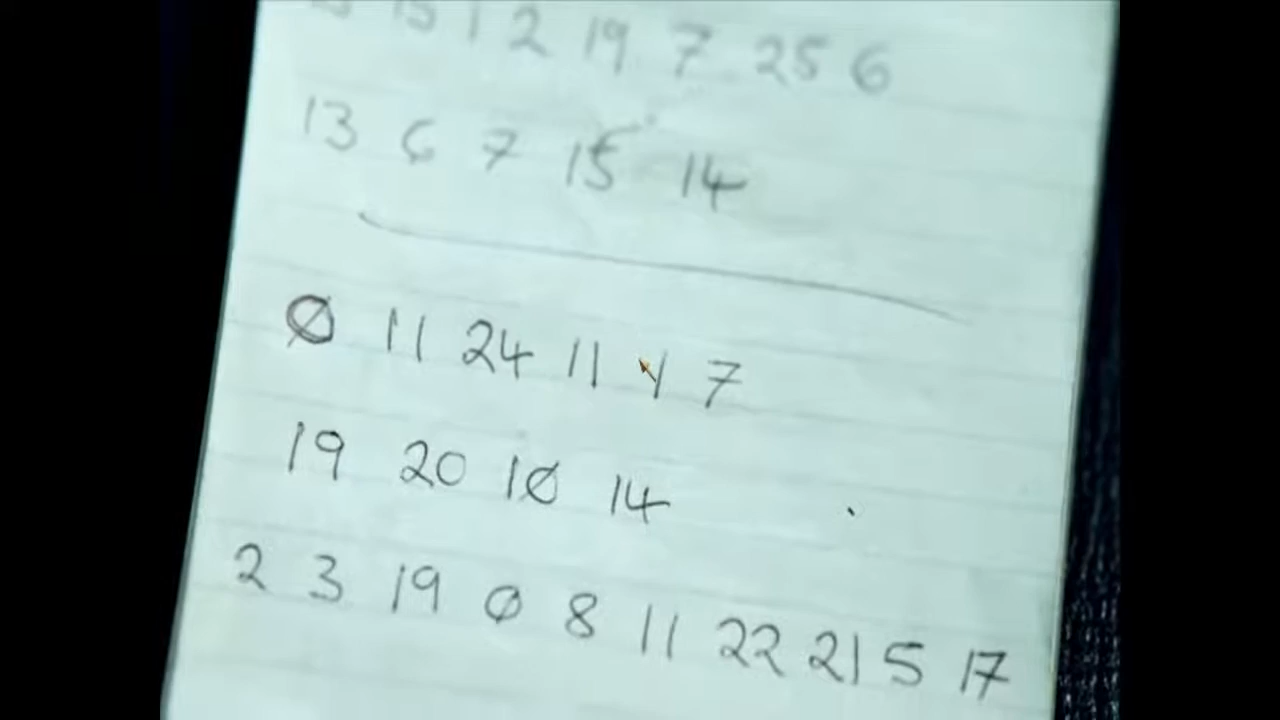 15 1 2 19 7 25 6
13 6 7 15 14
Ø 11 24 11 1 7
19 20 1Ø 14
2 3 19 Ø 8 11 22 21 5 17